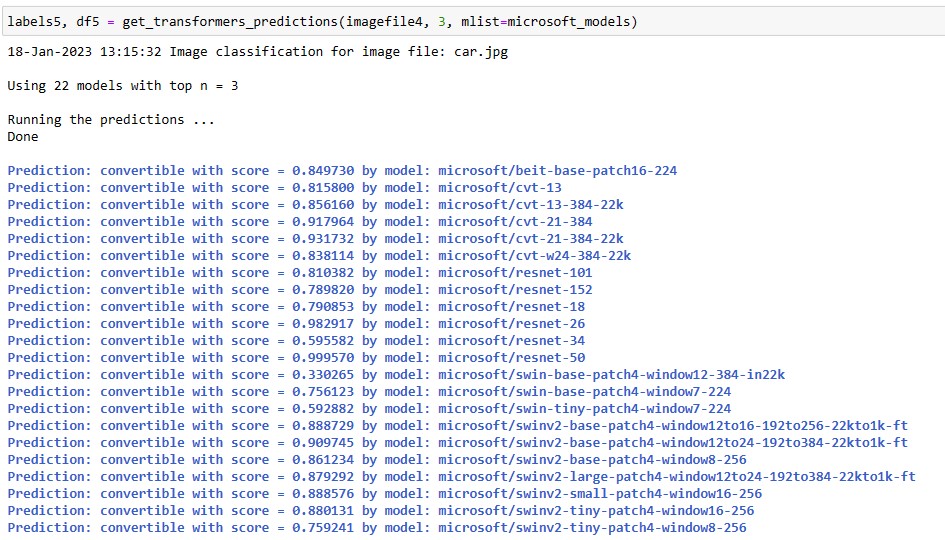 labels5, df5 = get_transformers_predictions(imagefile4, 3, mlist=microsoft_models)
18-Jan-2023 13:15:32 Image classification for image file: car.jpg
Using 22 models with top n = 3
Running the predictions ...
Done
Prediction: convertible with score = 0.849730 by model: microsoft/beit-base-patch16-224
Prediction: convertible with score = 0.815800 by model: microsoft/cvt-13
Prediction: convertible with score = 0.856160 by model: microsoft/cvt-13-384-22k
Prediction: convertible with score = 0.917964 by model: microsoft/cvt-21-384
Prediction: convertible with score = 0.931732 by model: microsoft/cvt-21-384-22k
Prediction: convertible with score = 0.838114 by model: microsoft/cvt-w24-384-22k
Prediction: convertible with score = 0.810382 by model: microsoft/resnet-101
Prediction: convertible with score = 0.789820 by model: microsoft/resnet-152
Prediction: convertible with score = 0.790853 by model: microsoft/resnet-18
Prediction: convertible with score = 0.982917 by model: microsoft/resnet-26
Prediction: convertible with score = 0.595582 by model: microsoft/resnet-34
Prediction: convertible with score = 0.999570 by model: microsoft/resnet-50
Prediction: convertible with score = 0.330265 by model: microsoft/swin-base-patch4-window12-384-in22k
Prediction: convertible with score = 0.756123 by model: microsoft/swin-base-patch4-window7-224
Prediction: convertible with score = 0.592882 by model: microsoft/swin-tiny-patch4-window7-224
Prediction: convertible with score = 0.888729 by model: microsoft/swinv2-base-patch4-window12to16-192to256-22kto1k-ft
Prediction: convertible with score = 0.909745 by model: microsoft/swinv2-base-patch4-window12to24-192to384-22kto1k-ft
Prediction: convertible with score = 0.861234 by model: microsoft/swinv2-base-patch4-window8-256
Prediction: convertible with score = 0.879292 by model: microsoft/swinv2-large-patch4-window12to24-192to384-22kto1k-ft
Prediction: convertible with score = 0.888576 by model: microsoft/swinv2-small-patch4-window16-256
Prediction: convertible with score = 0.880131 by model: microsoft/swinv2-tiny-patch4-window16-256
Prediction: convertible with score = 0.759241 by model: microsoft/swinv2-tiny-patch4-window8-256